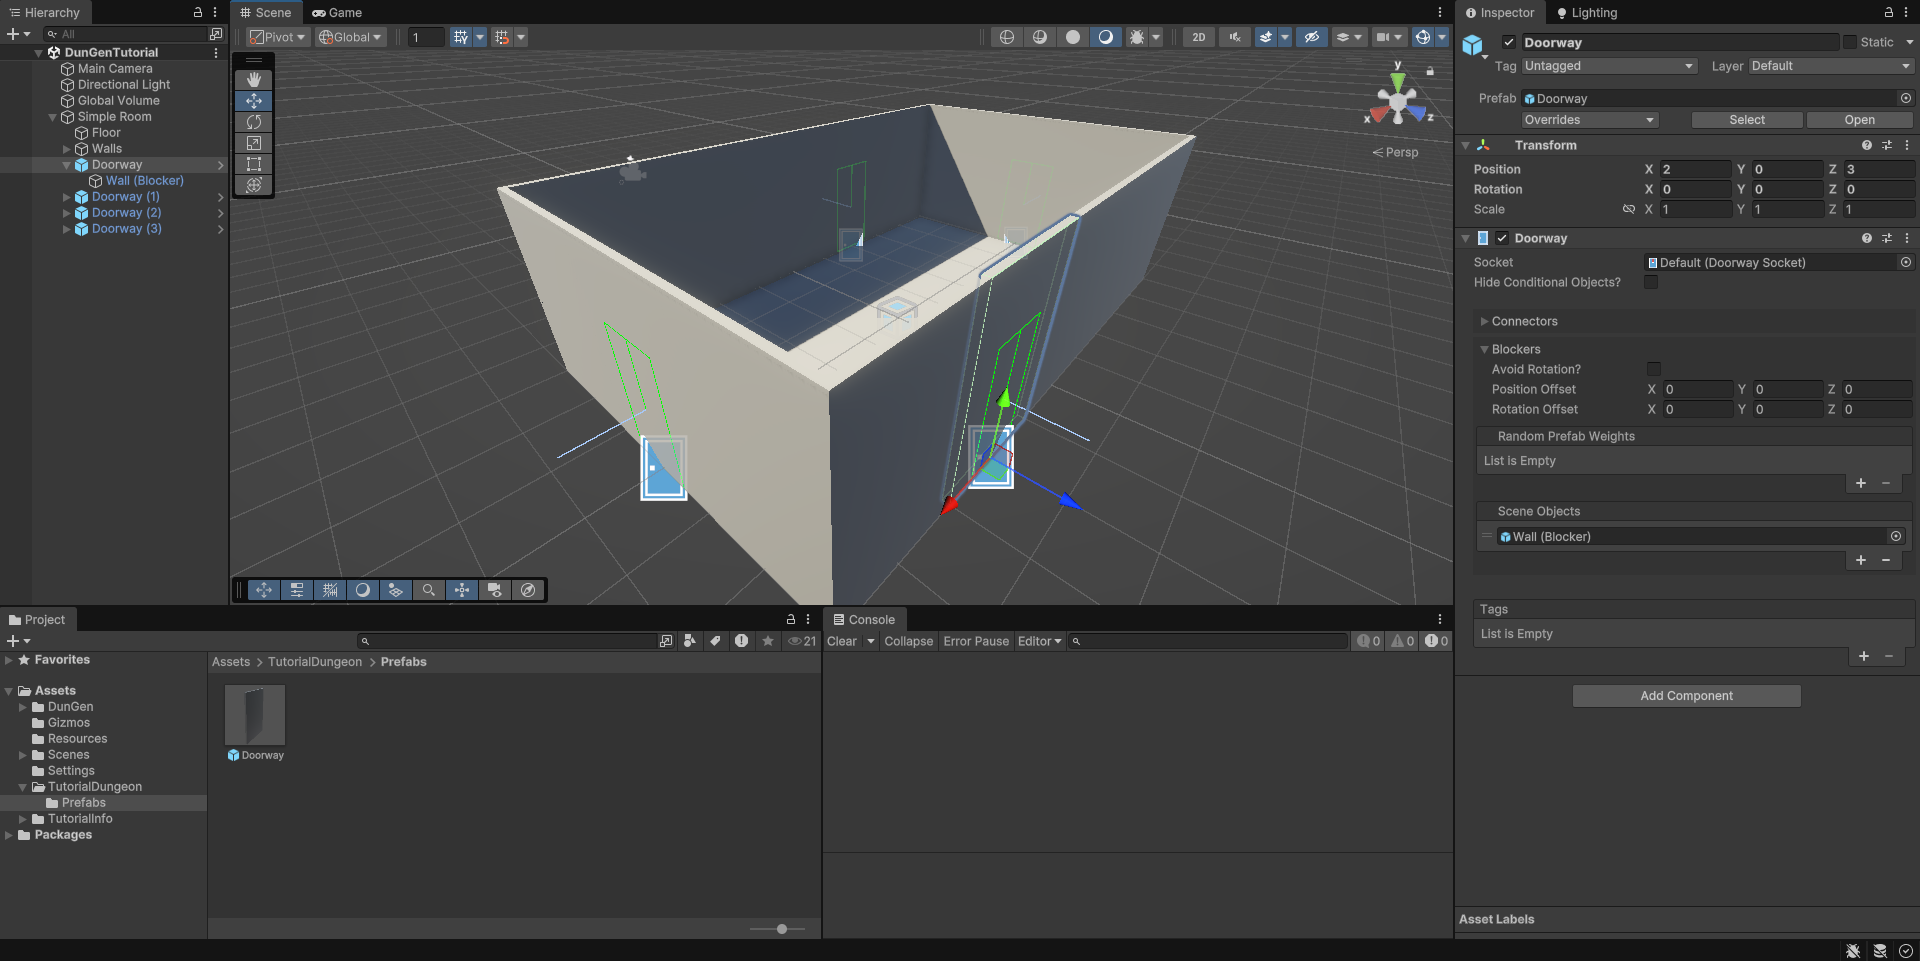 Hierarchy
All
DunGenTutorial
Main Camera
Directional Light
Global Volume
Simple Room
Floor
Walls
Doorway
Wall (Blocker)
Doorway (1)
Doorway (2)
Doorway (3)
Scene
Game
Pivot
Global
1
2D
y
x
z
Persp
Inspector
Lighting
Doorway
Static
Tag
Untagged
Layer
Default
Prefab
Doorway
Overrides
Select
Open
Transform
Position X 2 Y 0 Z 3
Rotation X 0 Y 0 Z 0
Scale X 1 Y 1 Z 1
Doorway
Socket
Default (Doorway Socket)
Hide Conditional Objects?
Connectors
Blockers
Avoid Rotation?
Position Offset X 0 Y 0 Z 0
Rotation Offset X 0 Y 0 Z 0
Random Prefab Weights
List is Empty
Scene Objects
Wall (Blocker)
Tags
List is Empty
Add Component
Asset Labels
Project
21
Favorites
Assets
DunGen
Gizmos
Resources
Scenes
Settings
TutorialDungeon
Prefabs
TutorialInfo
Packages
Assets > TutorialDungeon > Prefabs
Doorway
Console
Clear
Collapse
Error Pause
Editor
0
0
0